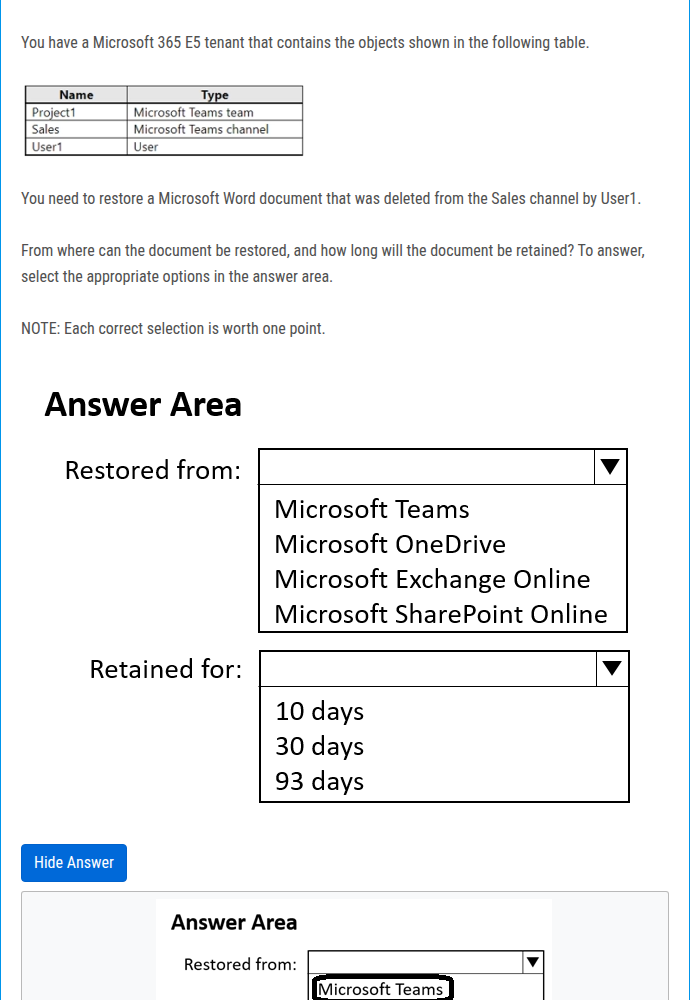 You have a Microsoft 365 E5 tenant that contains the objects shown in the following table.
Name Type
Project1 Microsoft Teams team
Sales Microsoft Teams channel
User1 User
You need to restore a Microsoft Word document that was deleted from the Sales channel by User1.
From where can the document be restored, and how long will the document be retained? To answer,
select the appropriate options in the answer area.
NOTE: Each correct selection is worth one point.
Answer Area
Restored from:
Microsoft Teams
Microsoft OneDrive
Microsoft Exchange Online
Microsoft SharePoint Online
Retained for:
10 days
30 days
93 days
Hide Answer
Answer Area
Restored from:
Microsoft Teams